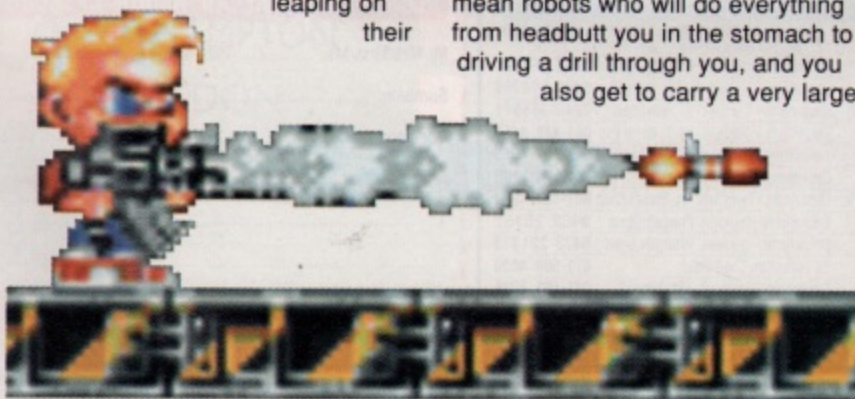 leaping on
their
mean robots who will do everything
from headbutt you in the stomach to
driving a drill through you, and you
also get to carry a very large